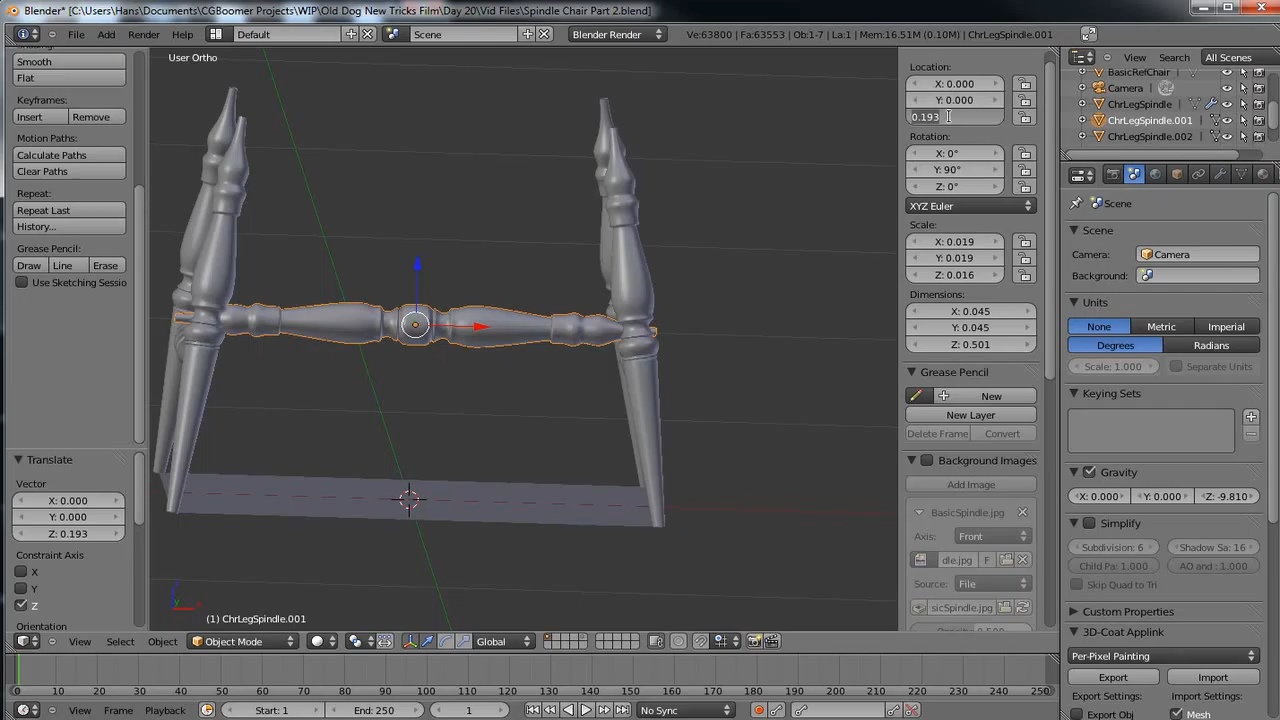 Blender* [C:\Users\Hans\Documents\CGBoomer Projects\WIP\Old Dog New Tricks Film\Day 20\Vid Files\Spindle Chair Part 2.blend]
File Add Render Window Help Default Scene Blender Render Ve:63800 | Fa:63553 | Ob:1-7 | La:1 | Mem:16.51M (0.10M) | ChrLegSpindle.001
Smooth
Flat
Keyframes:
Insert Remove
Motion Paths:
Calculate Paths
Clear Paths
Repeat:
Repeat Last
History...
Grease Pencil:
Draw Line Erase
Use Sketching Sessio
Translate
Vector
X: 0.000
Y: 0.000
Z: 0.193
Constraint Axis
X
Y
Z
Orientation
User Ortho
(1) ChrLegSpindle.001
Location:
X: 0.000
Y: 0.000
0.193
Rotation:
X: 0°
Y: 90°
Z: 0°
XYZ Euler
Scale:
X: 0.019
Y: 0.019
Z: 0.016
Dimensions:
X: 0.045
Y: 0.045
Z: 0.501
Grease Pencil
New
New Layer
Delete Frame Convert
Background Images
Add Image
BasicSpindle.jpg
Axis: Front
dle.jpg F
Source: File
sicSpindle.jpg
Opacity: 0.500
View Search All Scenes
BasicRefChair
Camera
ChrLegSpindle
ChrLegSpindle.001
ChrLegSpindle.002
Scene
Scene
Camera: Camera
Background:
Units
None Metric Imperial
Degrees Radians
Scale: 1.000 Separate Units
Keying Sets
Gravity
X: 0.000 Y: 0.000 Z: -9.810
Simplify
Subdivision: 6 Shadow Sa: 16
Child Pa: 1.000 AO and : 1.000
Skip Quad to Tri
Custom Properties
3D-Coat Applink
Per-Pixel Painting
Export Import
Export Settings: Import Settings:
Export Obj Mesh
View Select Object Object Mode Global
0 10 20 30 40 50 60 70 80 90 100 110 120 130 140 150 160 170 180 190 200 210 220 230 240 250
View Frame Playback Start: 1 End: 250 1 No Sync